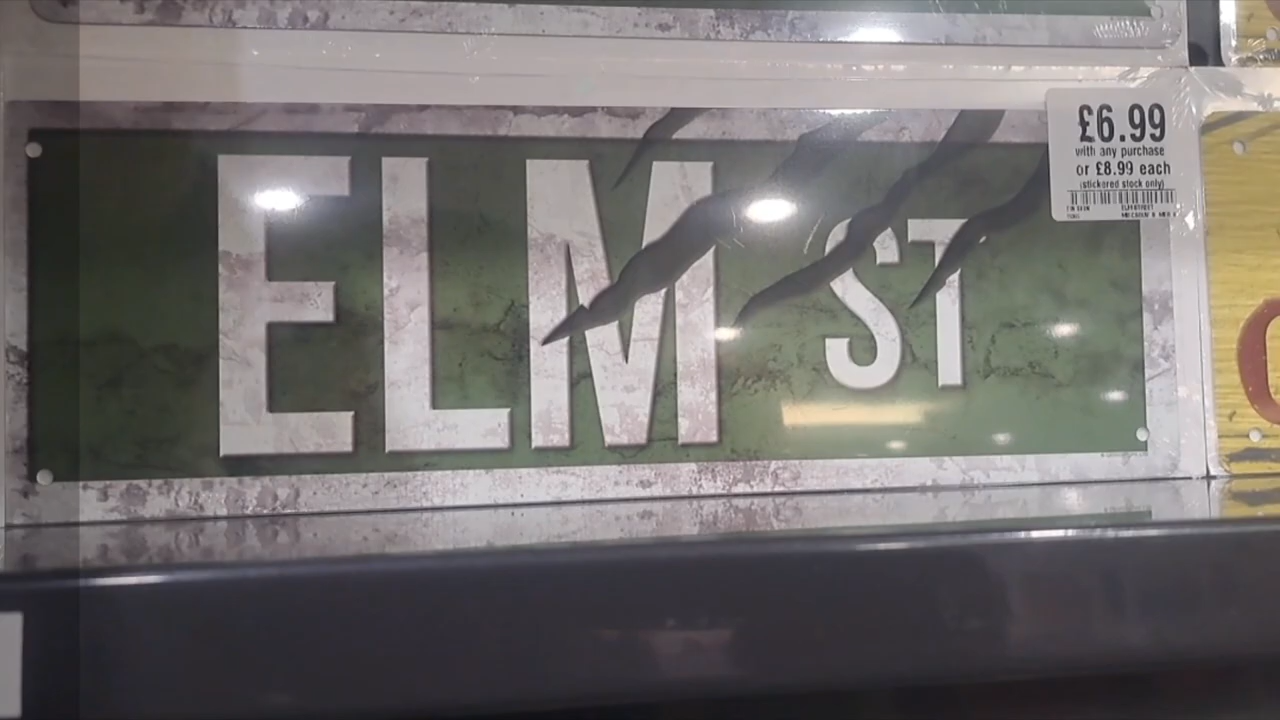 ELM ST
£6.99
with any purchase
or £8.99 each
(stickered stock only)